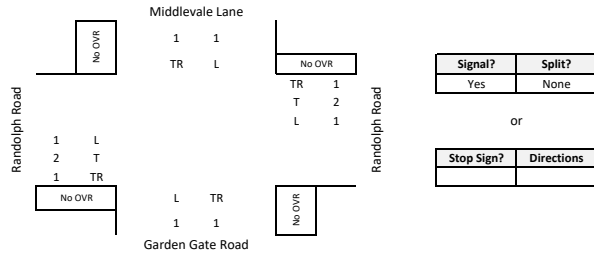 Middlevale Lane
No OVR
1 1
TR L
No OVR
TR 1
T 2
L 1
Randolph Road
Randolph Road
1 L
2 T
1 TR
No OVR
L TR
1 1
No OVR
Garden Gate Road
Signal? Split?
Yes None
or
Stop Sign? Directions